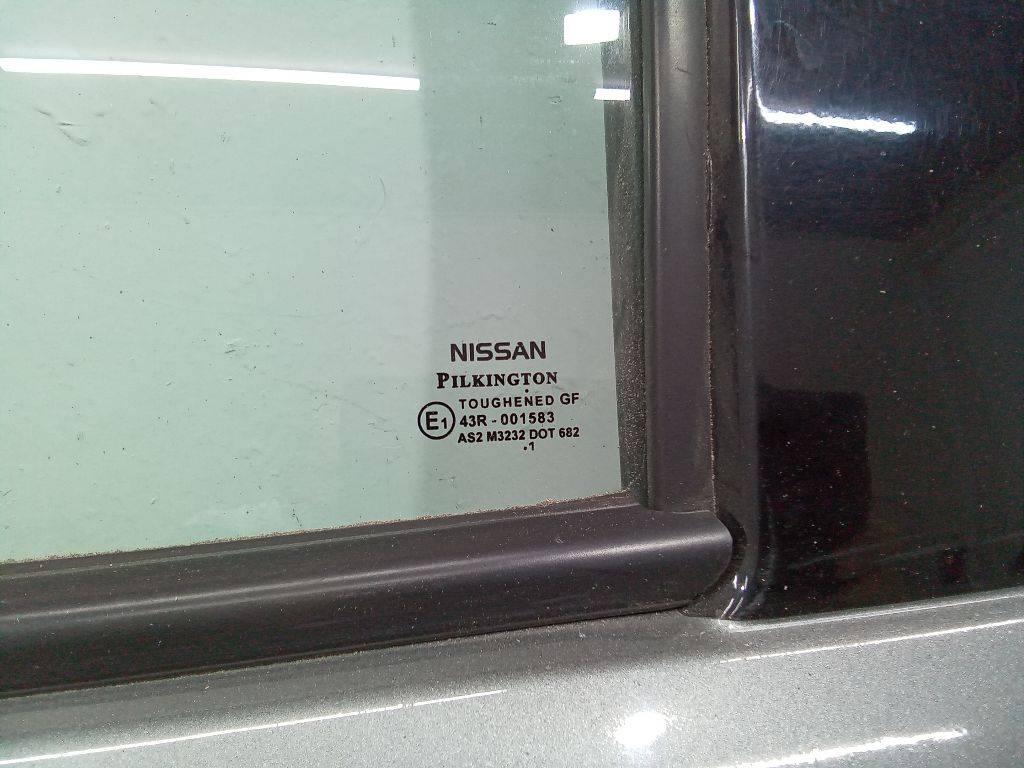 NISSAN
PILKINGTON
TOUGHENED GF
E1 43R - 001583
AS2 M3232 DOT 682
.1